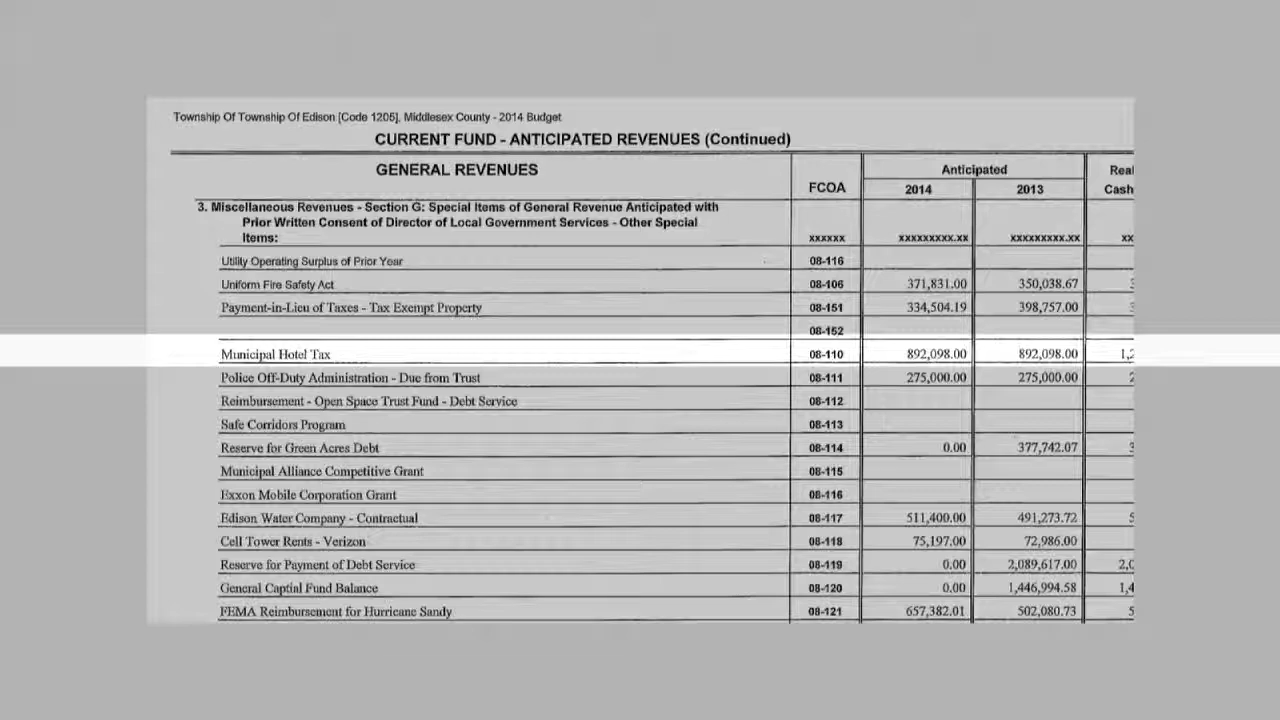 Township Of Township Of Edison [Code 1205], Middlesex County - 2014 Budget
CURRENT FUND - ANTICIPATED REVENUES (Continued)
GENERAL REVENUES FCOA Anticipated
2014 2013 Cash
3. Miscellaneous Revenues - Section G: Special Items of General Revenue Anticipated with
Prior Written Consent of Director of Local Government Services - Other Special
Items: xxxxxx xxxxxxxxx.xx xxxxxxxxx.xx xx
Utility Operating Surplus of Prior Year 08-116
Uniform Fire Safety Act 08-106 371,831.00 350,038.67
Payment-in-Lieu of Taxes - Tax Exempt Property 08-151 334,504.19 398,757.00
08-152
Municipal Hotel Tax 08-110 892,098.00 892,098.00 1,2
Police Off-Duty Administration - Due from Trust 08-111 275,000.00 275,000.00 2
Reimbursement - Open Space Trust Fund - Debt Service 08-112
Safe Corridors Program 08-113
Reserve for Green Acres Debt 08-114 0.00 377,742.07
Municipal Alliance Competitive Grant 08-115
Exxon Mobile Corporation Grant 08-116
Edison Water Company - Contractual 08-117 511,400.00 491,273.72 5
Cell Tower Rents - Verizon 08-118 75,197.00 72,986.00
Reserve for Payment of Debt Service 08-119 0.00 2,089,617.00 2,0
General Captial Fund Balance 08-120 0.00 1,446,994.58 1,4
FEMA Reimbursement for Hurricane Sandy 08-121 657,382.01 502,080.73 5